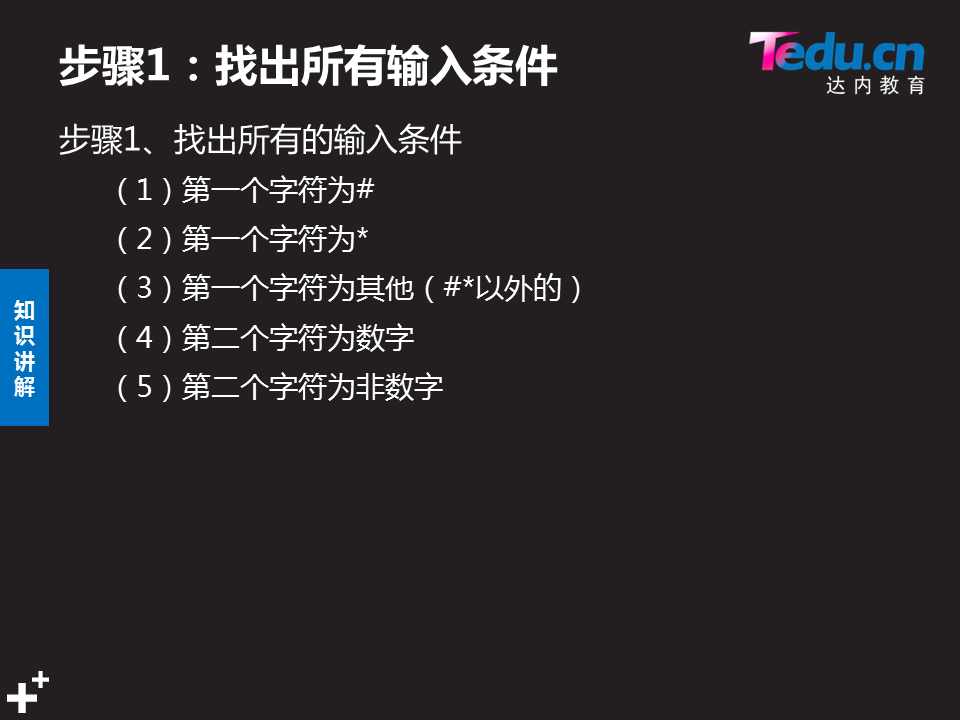 步骤1：找出所有输入条件
Tedu.cn
达内教育
步骤1、找出所有的输入条件
（1）第一个字符为#
（2）第一个字符为*
（3）第一个字符为其他（#*以外的）
（4）第二个字符为数字
（5）第二个字符为非数字
知识讲解